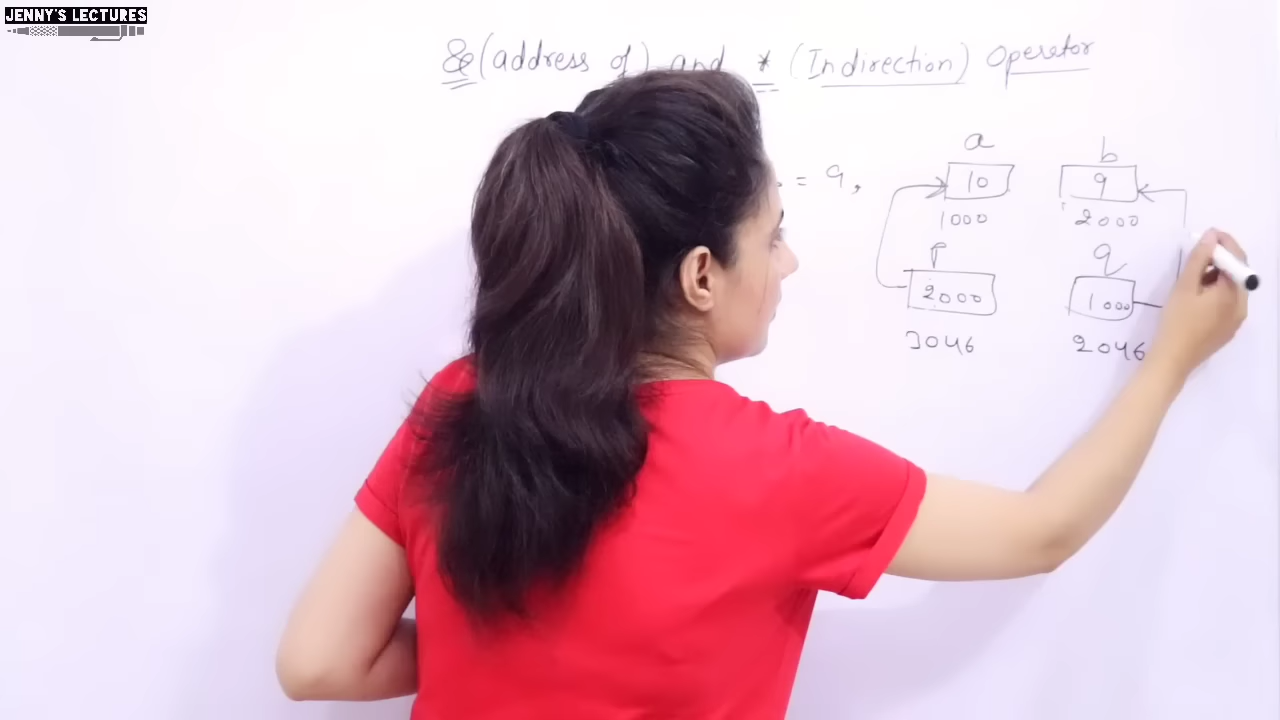 JENNY'S LECTURES
&(address of) and * (Indirection) Operator
= 9,
a b
10 9
1000 2000
P q
2000 1000
3046 2046